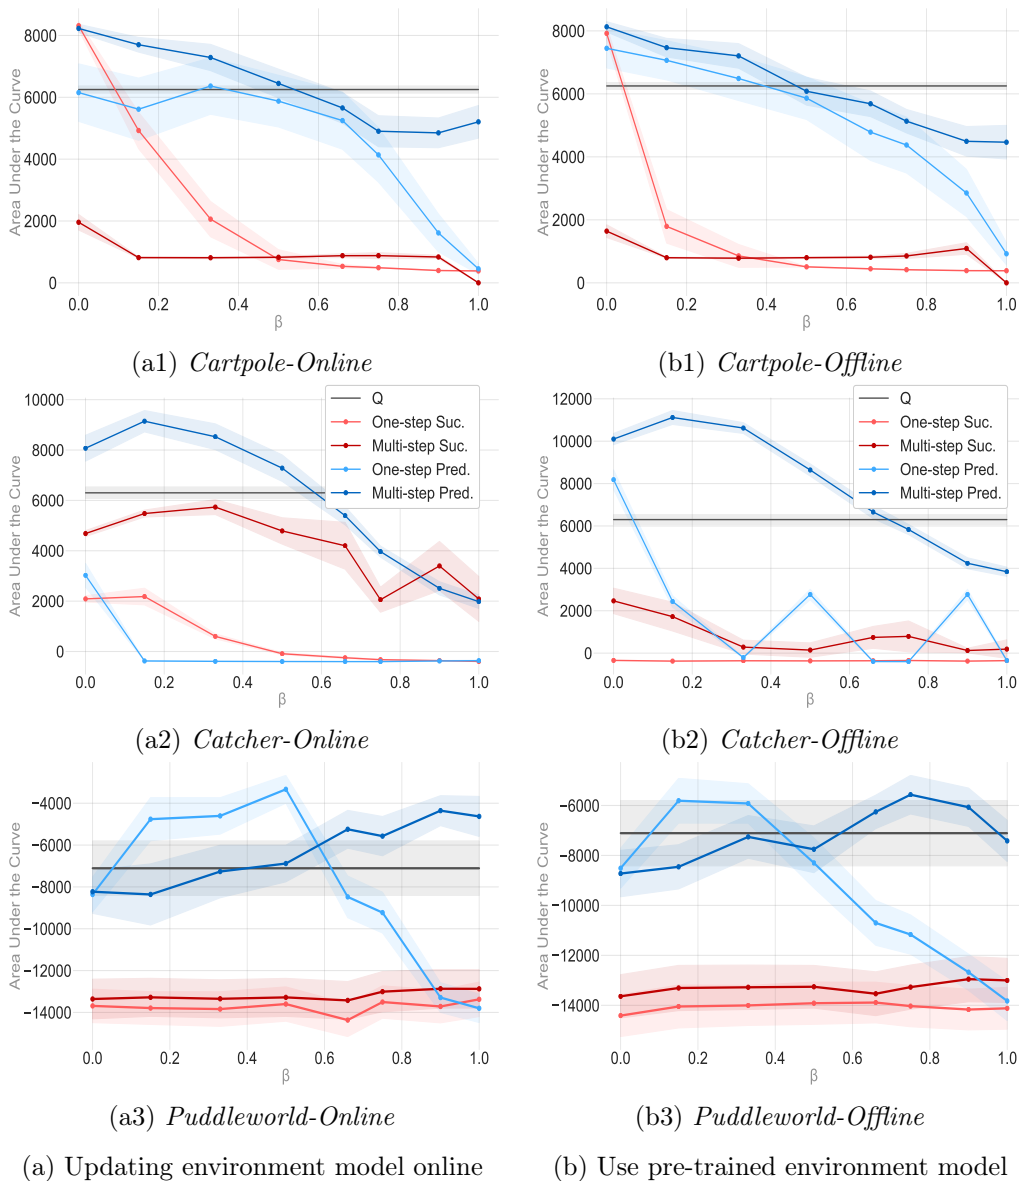 8000
6000
4000
2000
0
Area Under the Curve
0.0 0.2 0.4 0.6 0.8 1.0
β
(a1) Cartpole-Online
8000
6000
4000
2000
0
Area Under the Curve
0.0 0.2 0.4 0.6 0.8 1.0
β
(b1) Cartpole-Offline
10000
8000
6000
4000
2000
0
Area Under the Curve
Q
One-step Suc.
Multi-step Suc.
One-step Pred.
Multi-step Pred.
0.0 0.2 0.4 0.6 0.8 1.0
β
(a2) Catcher-Online
12000
10000
8000
6000
4000
2000
0
Area Under the Curve
Q
One-step Suc.
Multi-step Suc.
One-step Pred.
Multi-step Pred.
0.0 0.2 0.4 0.6 0.8 1.0
β
(b2) Catcher-Offline
−4000
−6000
−8000
−10000
−12000
−14000
Area Under the Curve
0.0 0.2 0.4 0.6 0.8 1.0
β
(a3) Puddleworld-Online
−6000
−8000
−10000
−12000
−14000
Area Under the Curve
0.0 0.2 0.4 0.6 0.8 1.0
β
(b3) Puddleworld-Offline
(a) Updating environment model online
(b) Use pre-trained environment model